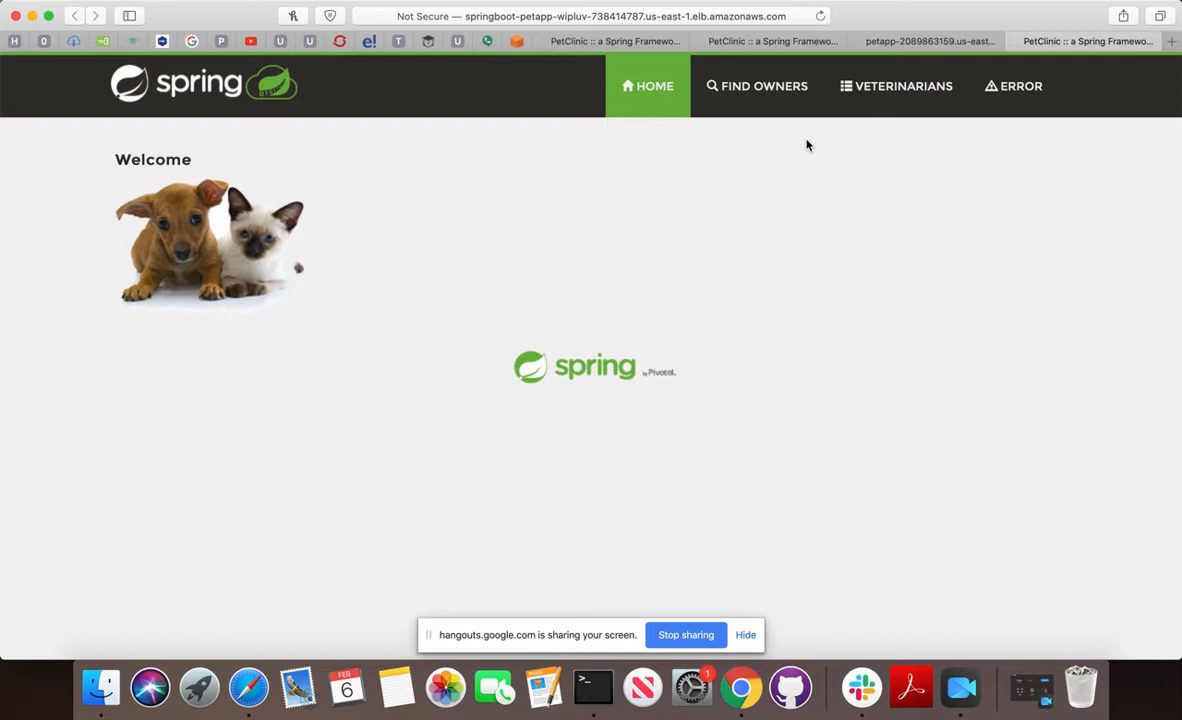 Not Secure — springboot-petapp-wipluv-738414787.us-east-1.elb.amazonaws.com
H O G P U U e! T U PetClinic :: a Spring Framewo... PetClinic :: a Spring Framewo... petapp-2089863159.us-east... PetClinic :: a Spring Framewo... +
spring
HOME
FIND OWNERS
VETERINARIANS
ERROR
Welcome
spring by Pivotal
hangouts.google.com is sharing your screen.
Stop sharing
Hide
FEB
6
>_
1